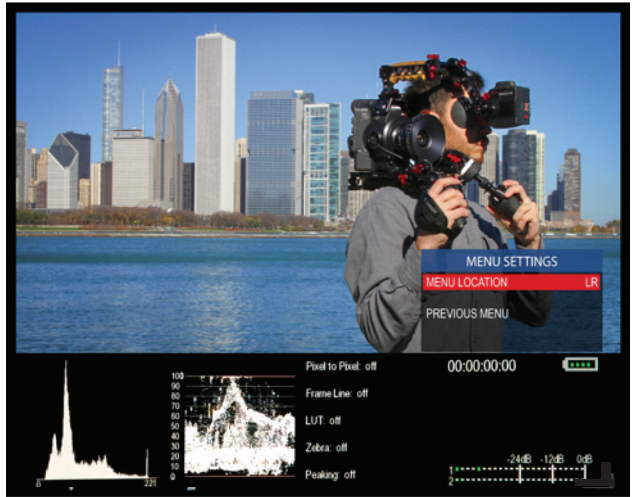 MENU SETTINGS
MENU LOCATION LR
PREVIOUS MENU
Pixel to Pixel: off
Frame Line: off
LUT: off
Zebra: off
Peaking: off
00:00:00:00
100
90
80
70
60
50
40
30
20
10
0
0 221
-24dB -12dB 0dB
1
2